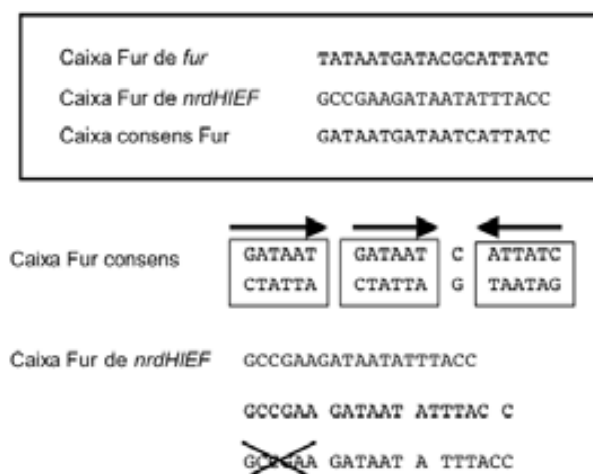 Caixa Fur de fur TATAATGATACGCATTATC
Caixa Fur de nrdHIEF GCCGAAGATAATATTTACC
Caixa consens Fur GATAATGATAATCATTATC
Caixa Fur consens GATAAT GATAAT C ATTATC
CTATTA CTATTA G TAATAG
Caixa Fur de nrdHIEF GCCGAAGATAATATTTACC
GCCGAA GATAAT ATTTAC C
GCCGAA GATAAT A TTTACC